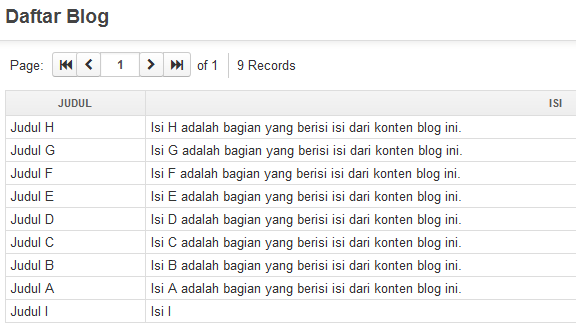 Daftar Blog
Page: 1 of 1 9 Records
JUDUL ISI
Judul H Isi H adalah bagian yang berisi isi dari konten blog ini.
Judul G Isi G adalah bagian yang berisi isi dari konten blog ini.
Judul F Isi F adalah bagian yang berisi isi dari konten blog ini.
Judul E Isi E adalah bagian yang berisi isi dari konten blog ini.
Judul D Isi D adalah bagian yang berisi isi dari konten blog ini.
Judul C Isi C adalah bagian yang berisi isi dari konten blog ini.
Judul B Isi B adalah bagian yang berisi isi dari konten blog ini.
Judul A Isi A adalah bagian yang berisi isi dari konten blog ini.
Judul I Isi I